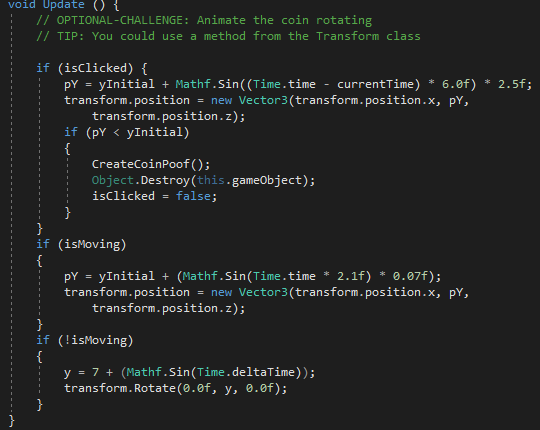 void Update () {
// OPTIONAL-CHALLENGE: Animate the coin rotating
// TIP: You could use a method from the Transform class
if (isClicked) {
pY = yInitial + Mathf.Sin((Time.time - currentTime) * 6.0f) * 2.5f;
transform.position = new Vector3(transform.position.x, pY,
transform.position.z);
if (pY < yInitial)
{
CreateCoinPoof();
Object.Destroy(this.gameObject);
isClicked = false;
}
}
if (isMoving)
{
pY = yInitial + (Mathf.Sin(Time.time * 2.1f) * 0.07f);
transform.position = new Vector3(transform.position.x, pY,
transform.position.z);
}
if (!isMoving)
{
y = 7 + (Mathf.Sin(Time.deltaTime));
transform.Rotate(0.0f, y, 0.0f);
}
}